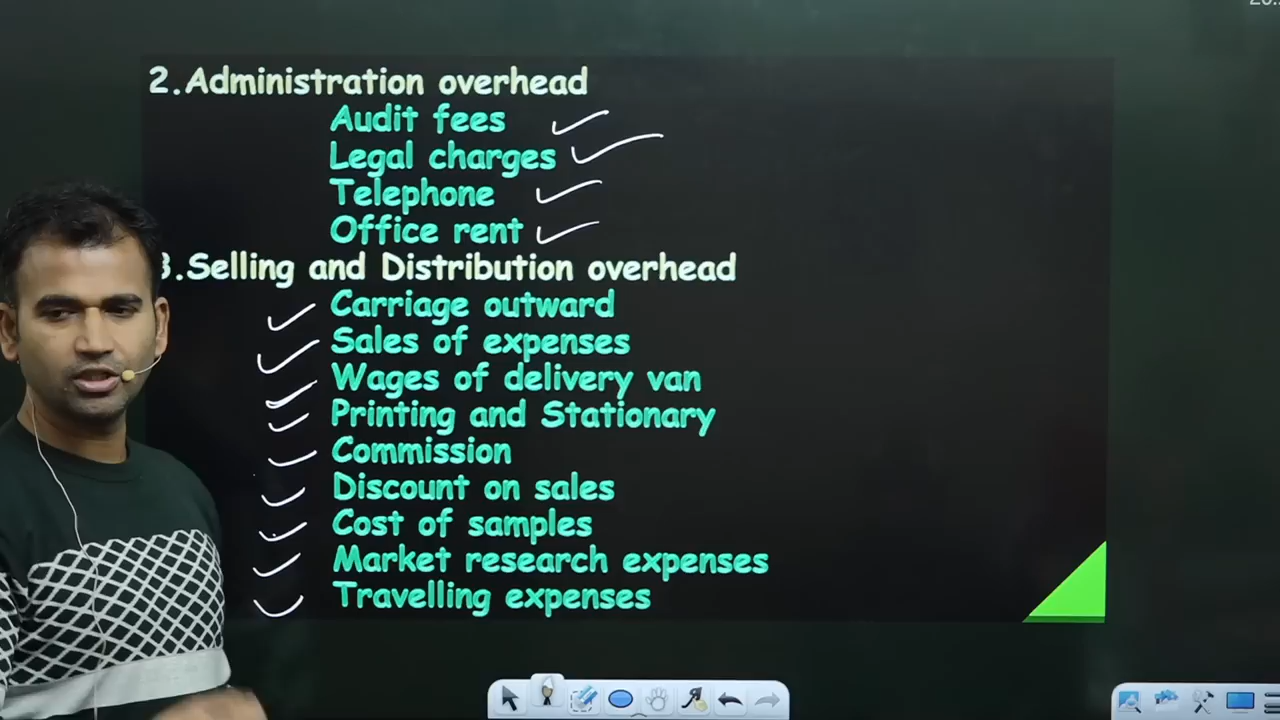 2.Administration overhead
Audit fees
Legal charges
Telephone
Office rent
3.Selling and Distribution overhead
Carriage outward
Sales of expenses
Wages of delivery van
Printing and Stationary
Commission
Discount on sales
Cost of samples
Market research expenses
Travelling expenses